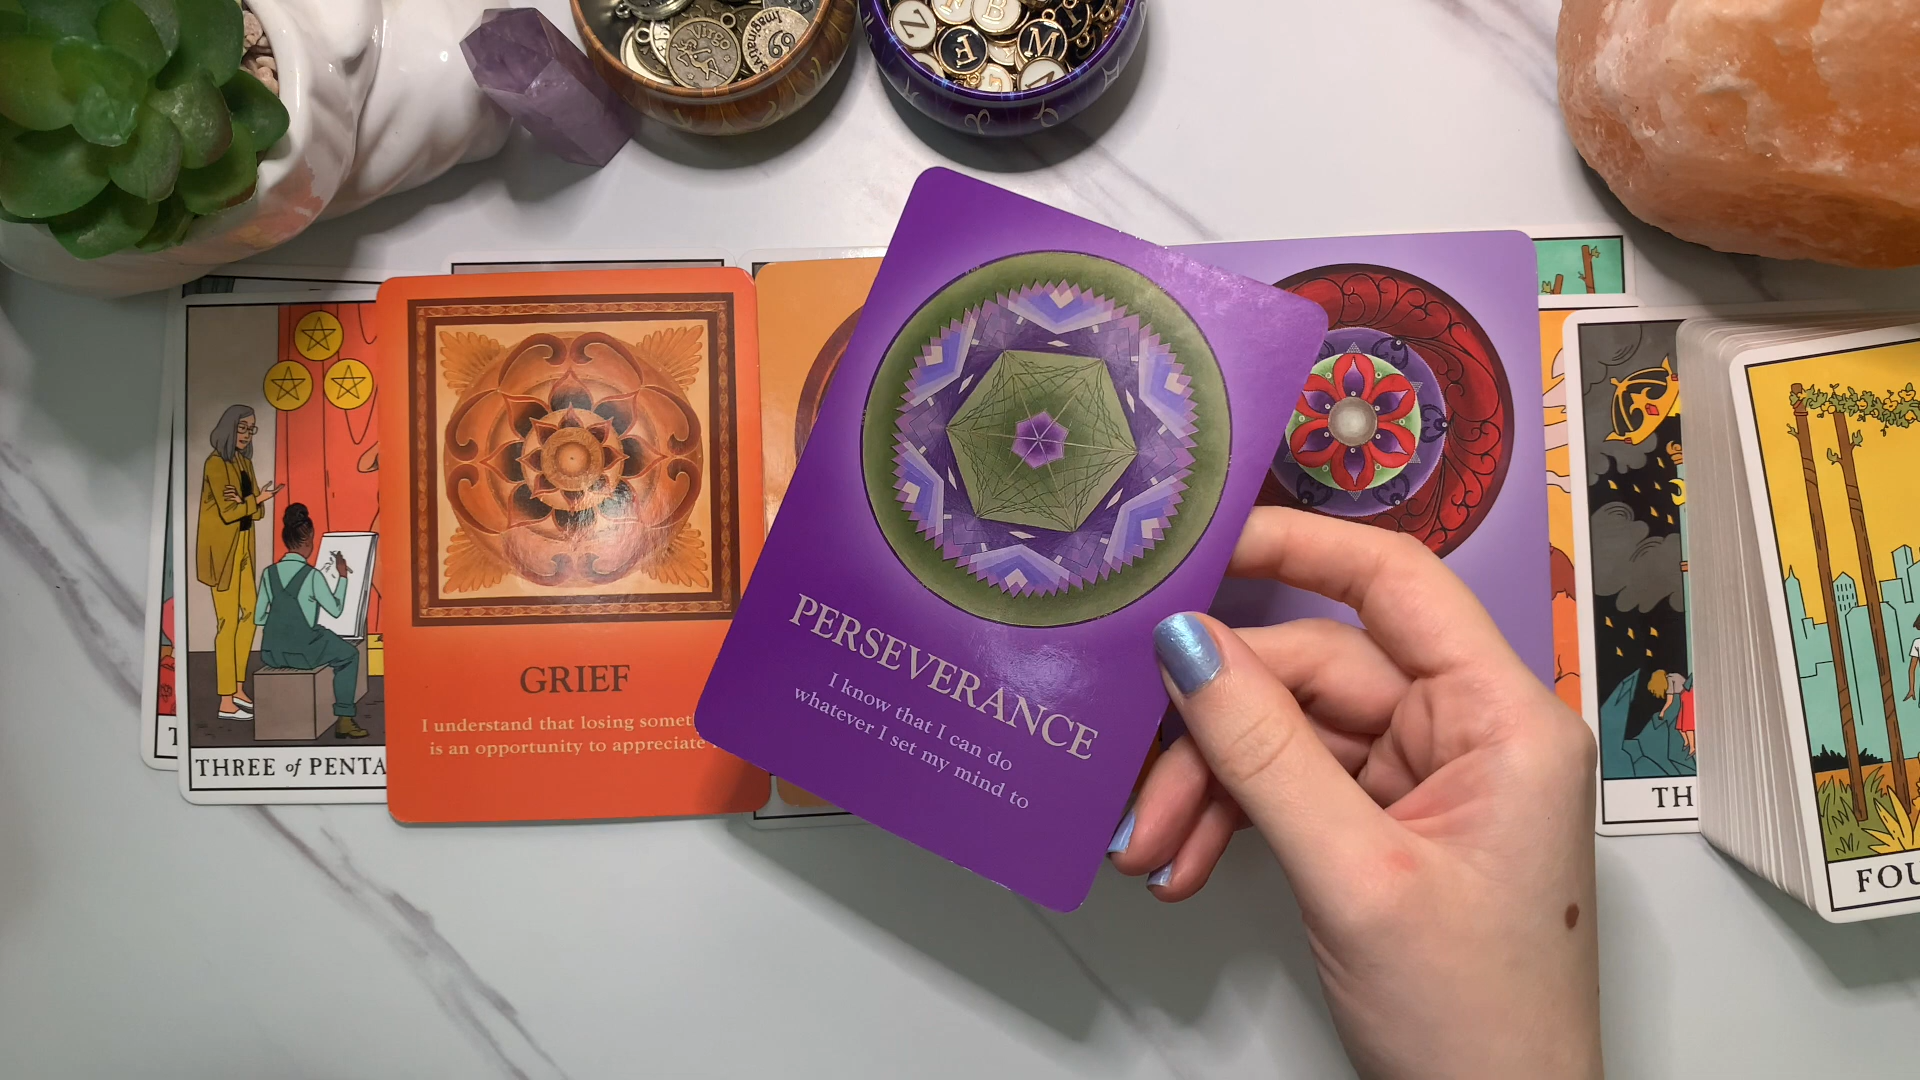 Virgo
Z
B
E
M
THREE of PENTA
GRIEF
I understand that losing
is an opportunity to appreciate
PERSEVERANCE
I know that I can do
whatever I set my mind to
TH
FOU